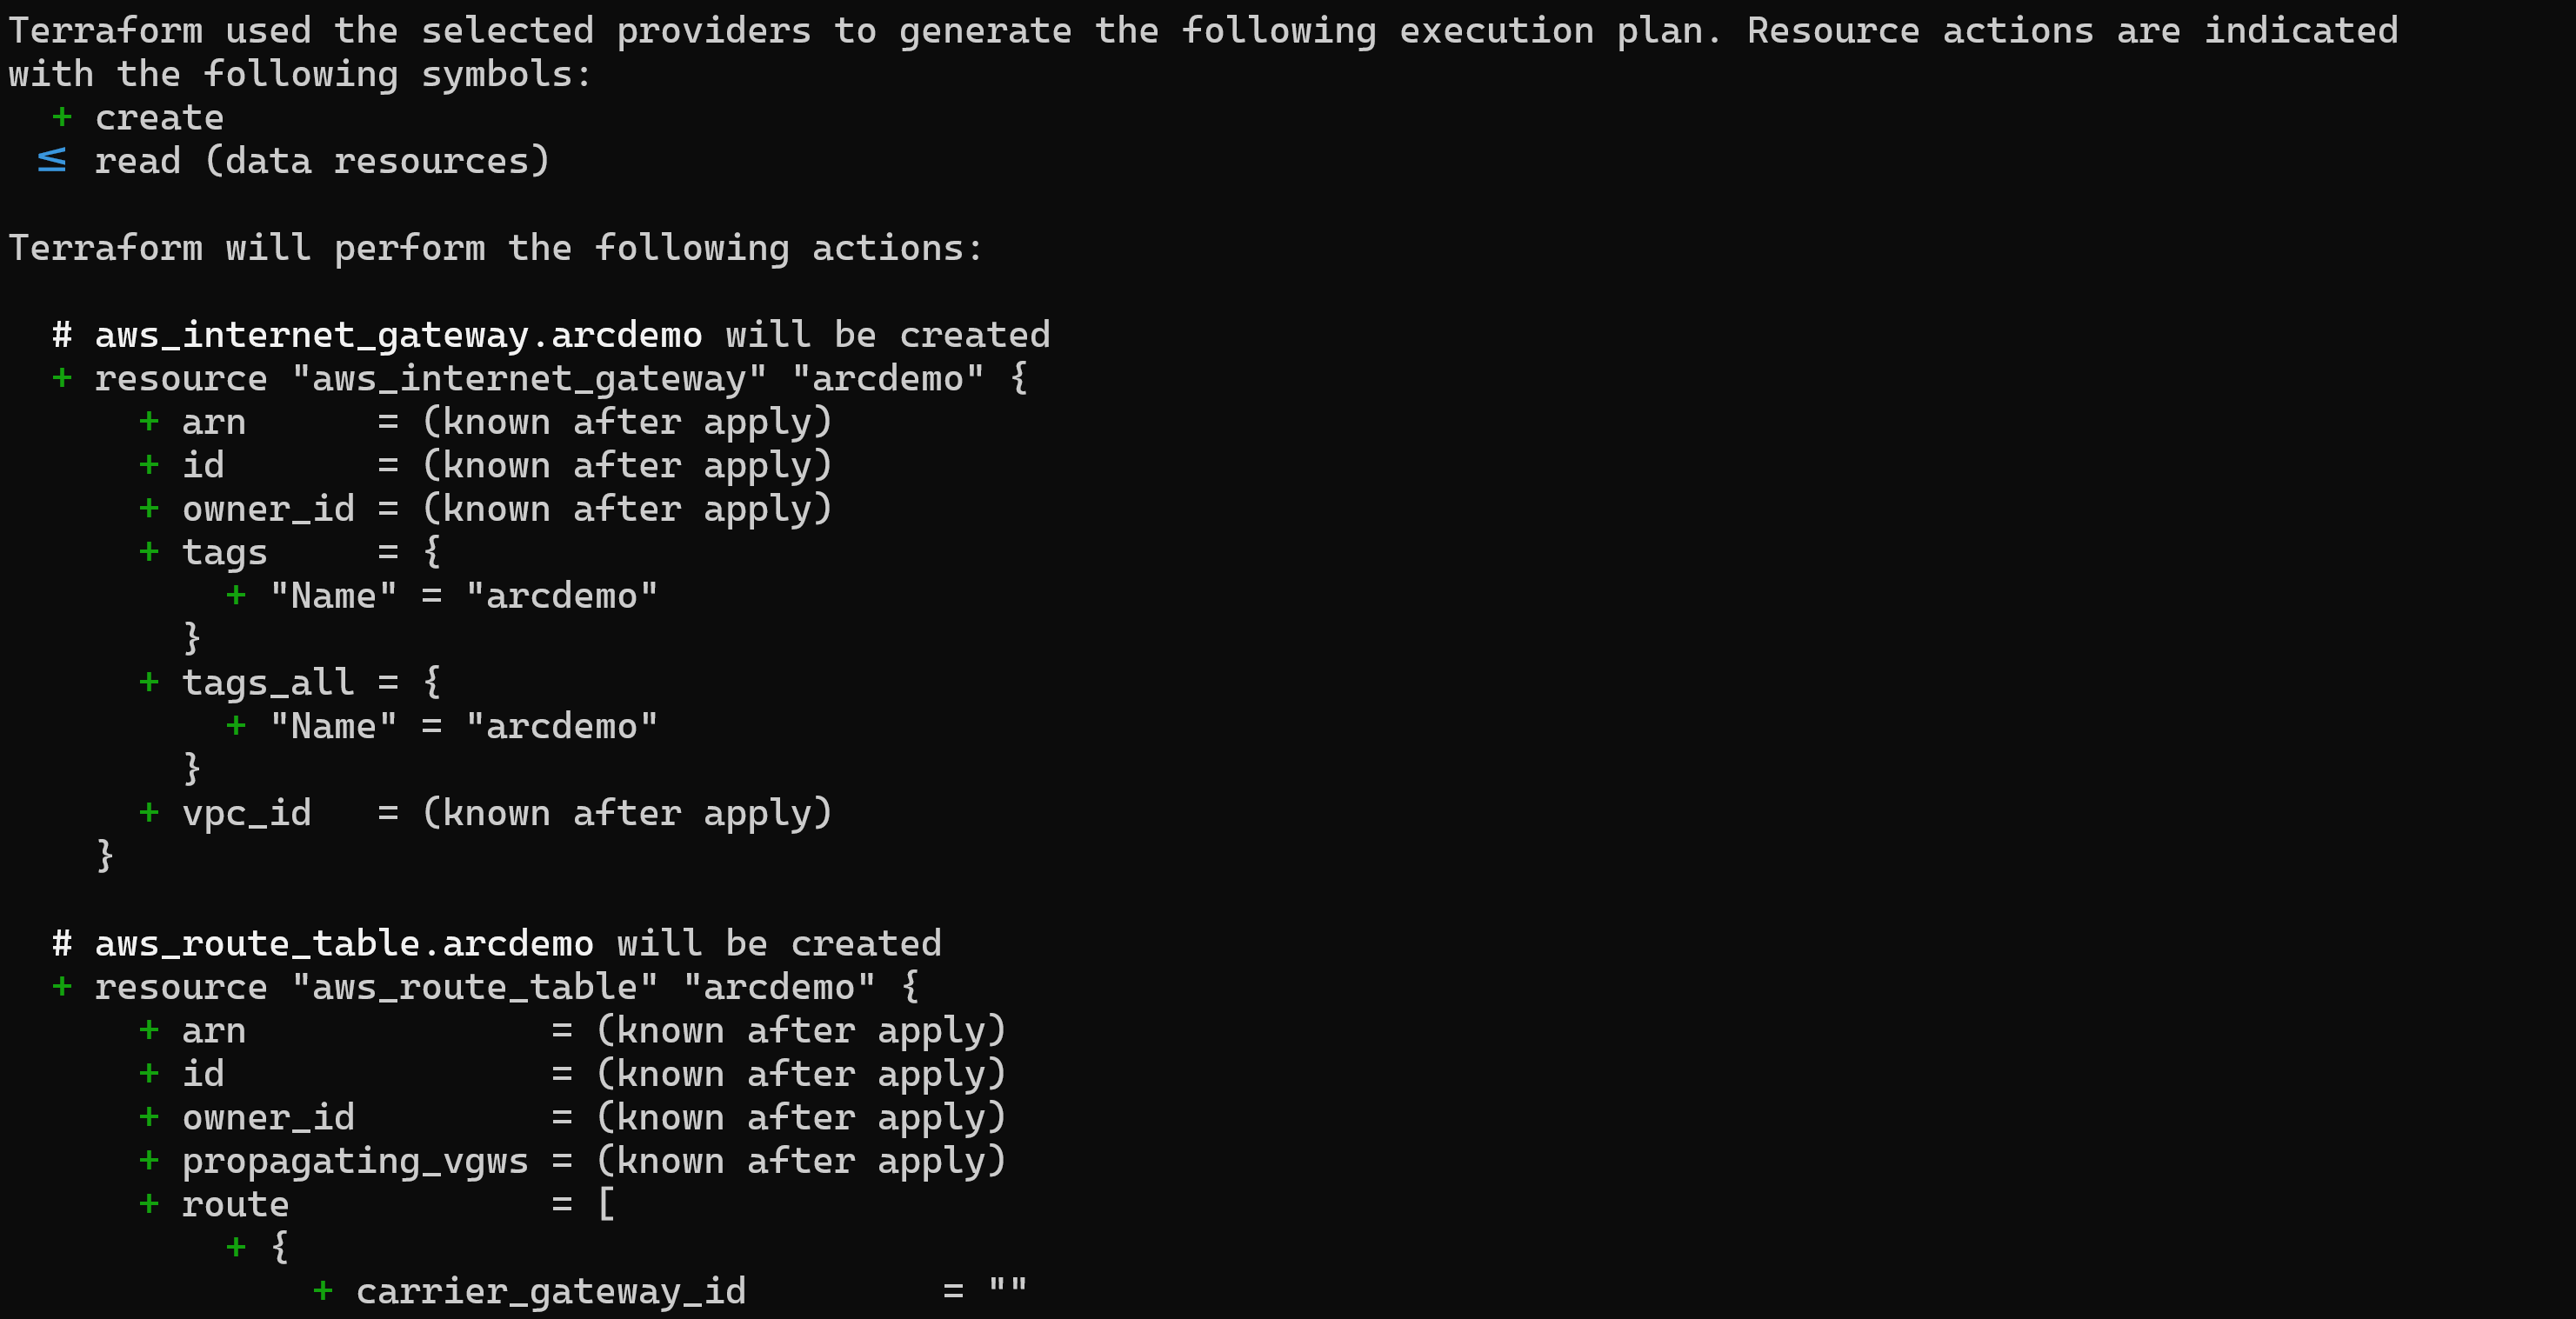 Terraform used the selected providers to generate the following execution plan. Resource actions are indicated
with the following symbols:
  + create
 ≤ read (data resources)

Terraform will perform the following actions:

  # aws_internet_gateway.arcdemo will be created
  + resource "aws_internet_gateway" "arcdemo" {
      + arn      = (known after apply)
      + id       = (known after apply)
      + owner_id = (known after apply)
      + tags     = {
          + "Name" = "arcdemo"
        }
      + tags_all = {
          + "Name" = "arcdemo"
        }
      + vpc_id   = (known after apply)
    }

  # aws_route_table.arcdemo will be created
  + resource "aws_route_table" "arcdemo" {
      + arn              = (known after apply)
      + id               = (known after apply)
      + owner_id         = (known after apply)
      + propagating_vgws = (known after apply)
      + route            = [
          + {
              + carrier_gateway_id         = ""